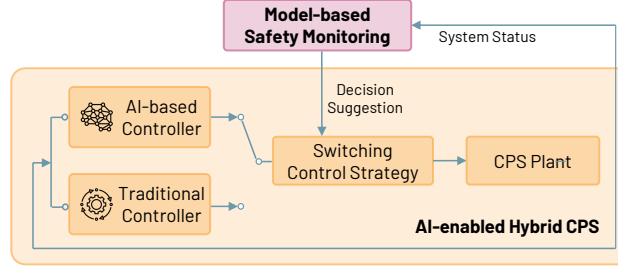 Model-based
Safety Monitoring
System Status
Decision
Suggestion
AI-based
Controller
Switching
Control Strategy
CPS Plant
Traditional
Controller
AI-enabled Hybrid CPS